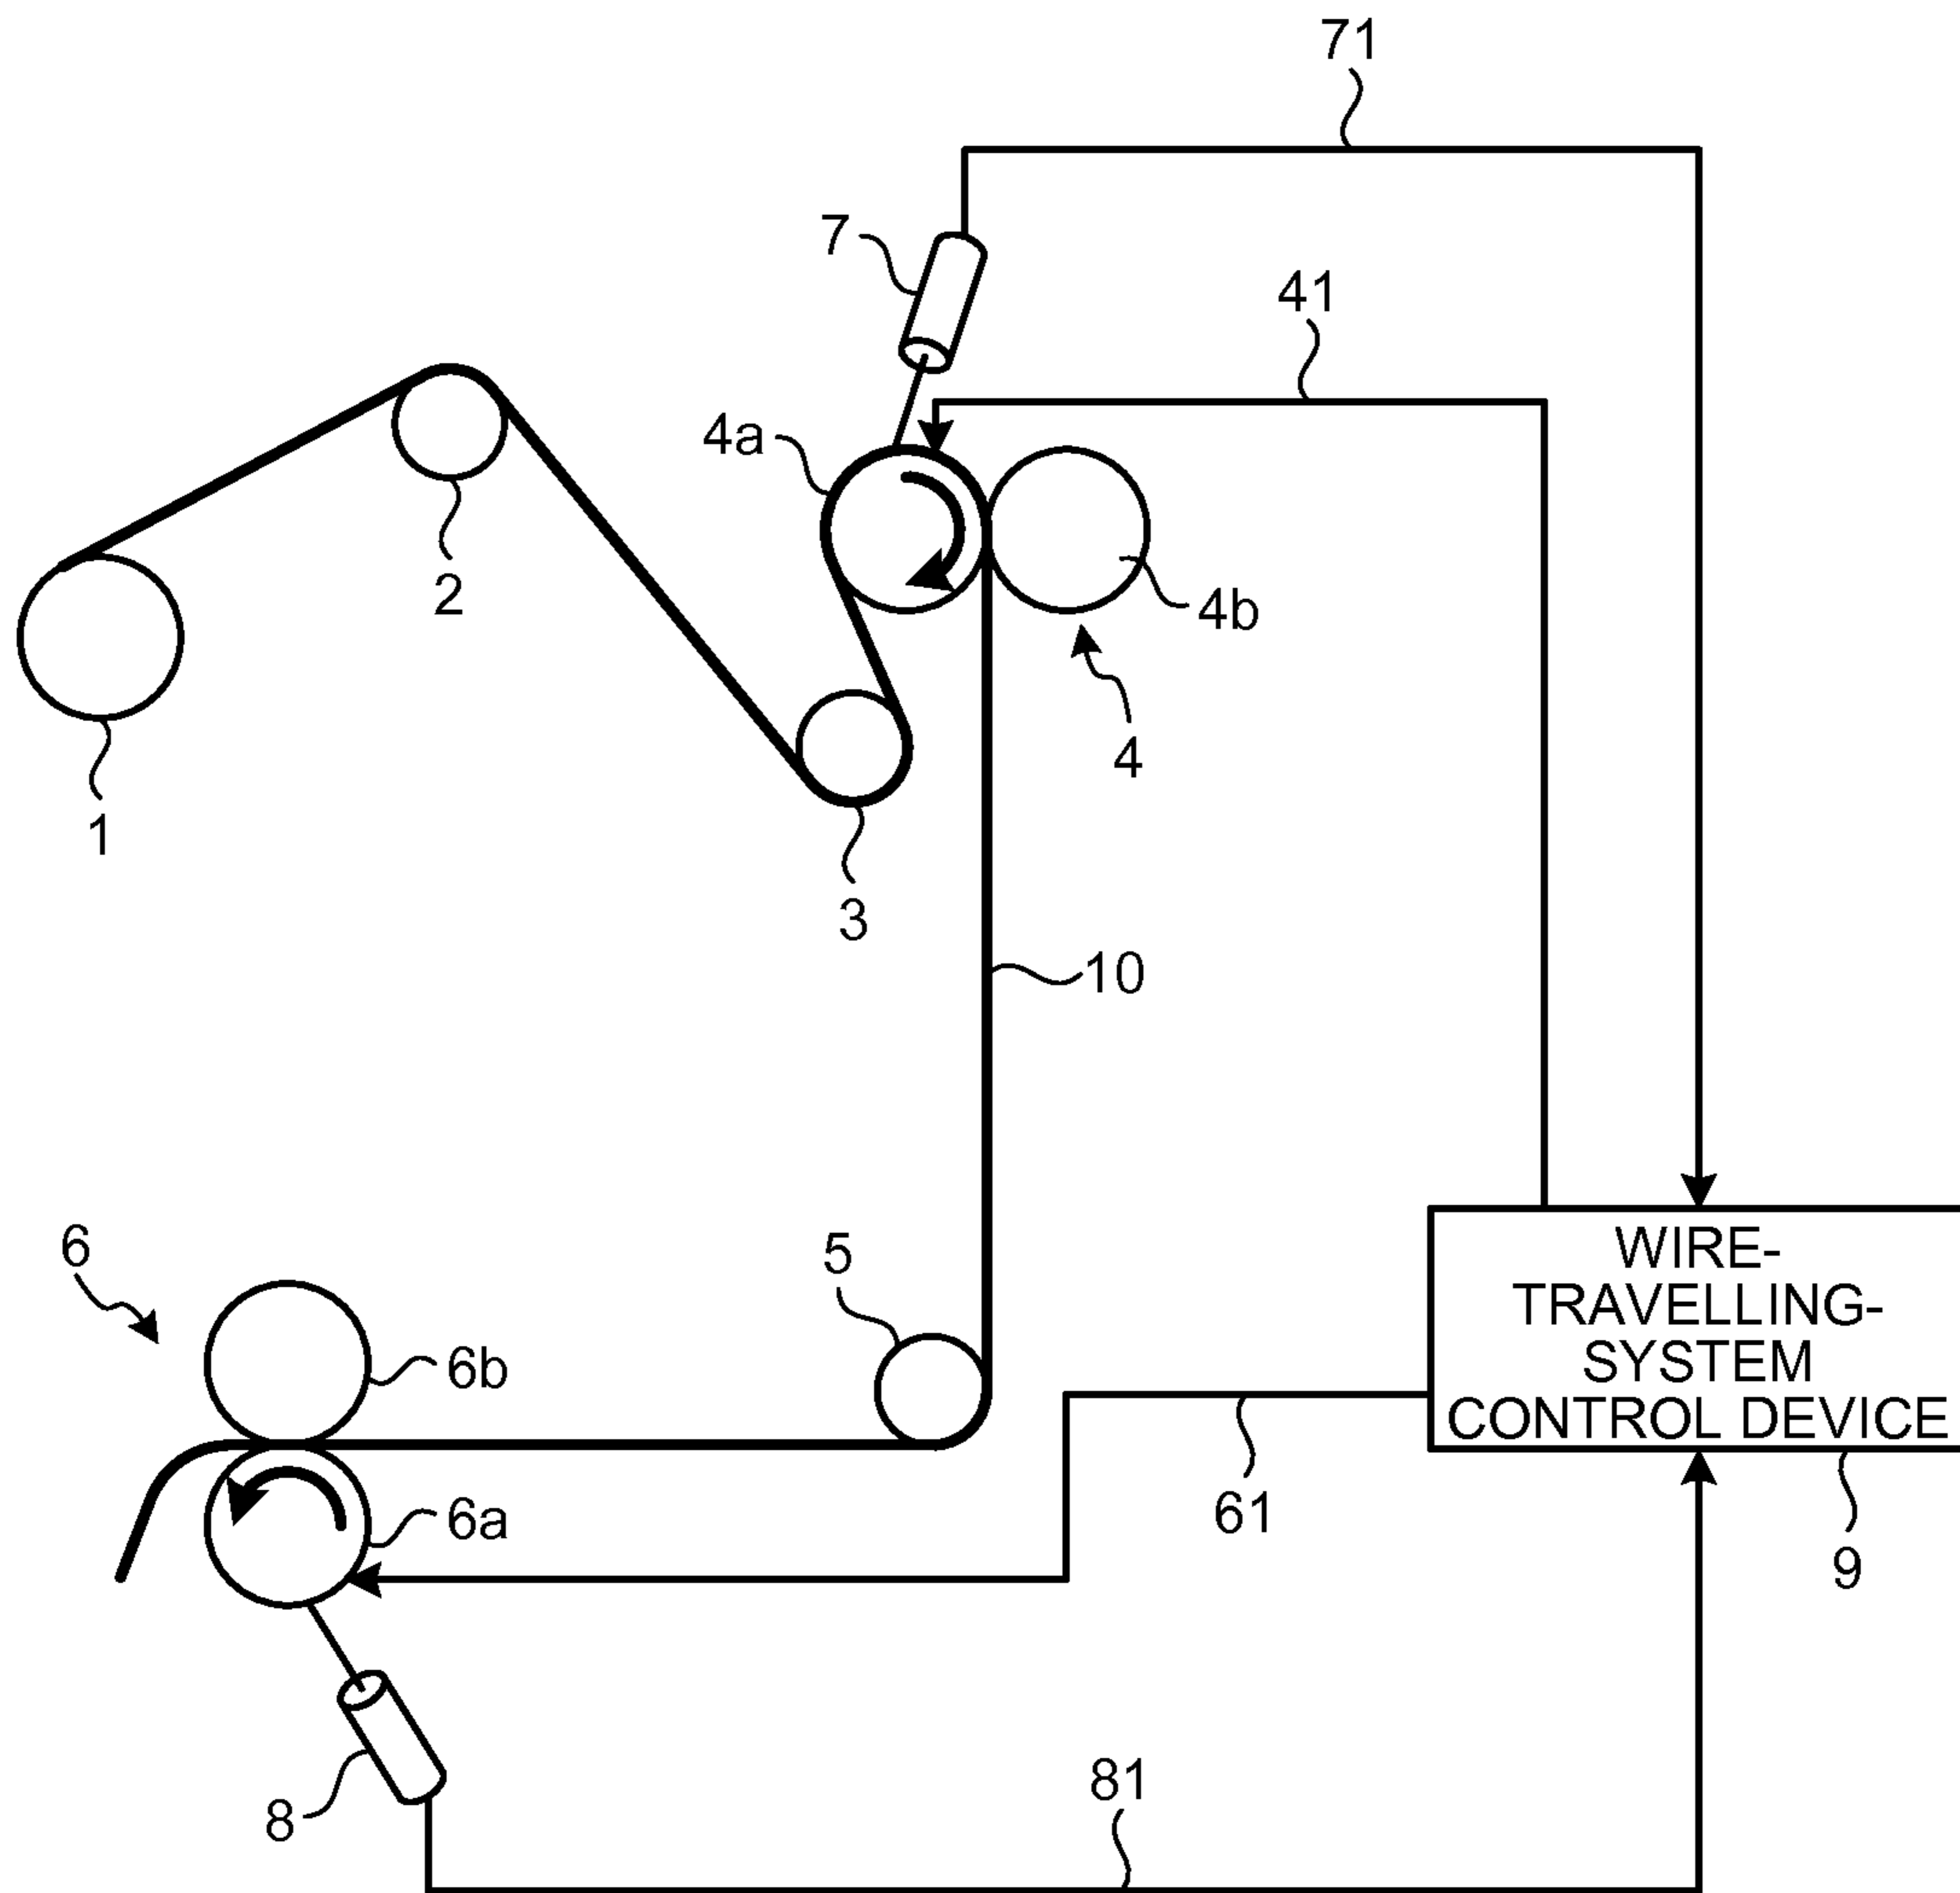 71
7
41
4a
2
4b
4
1
3
10
6
5
WIRE-
TRAVELLING-
SYSTEM
CONTROL DEVICE
6b
6a
61
9
81
8